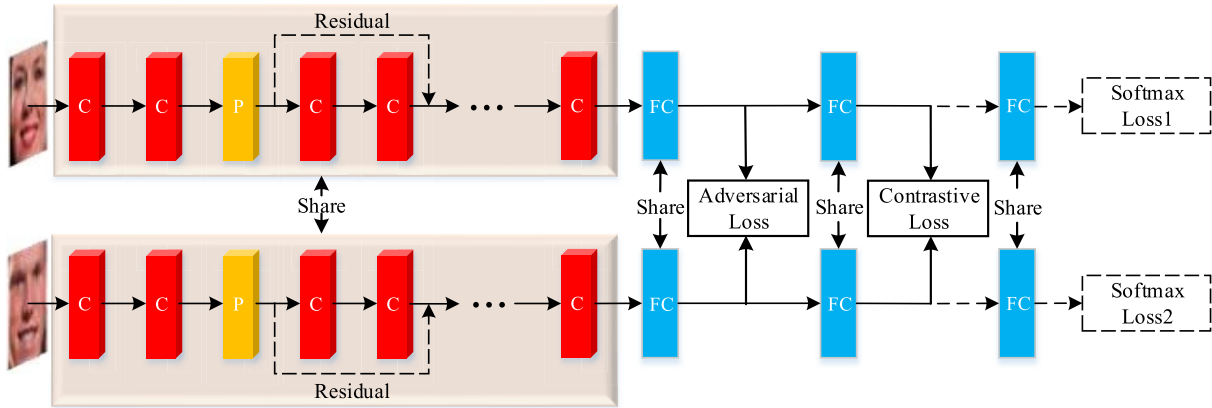 Residual
C C P C C ... C FC FC FC Softmax
Loss1
Share Share Adversarial Share Contrastive Share
Loss Loss
C C P C C ... C FC FC FC Softmax
Loss2
Residual